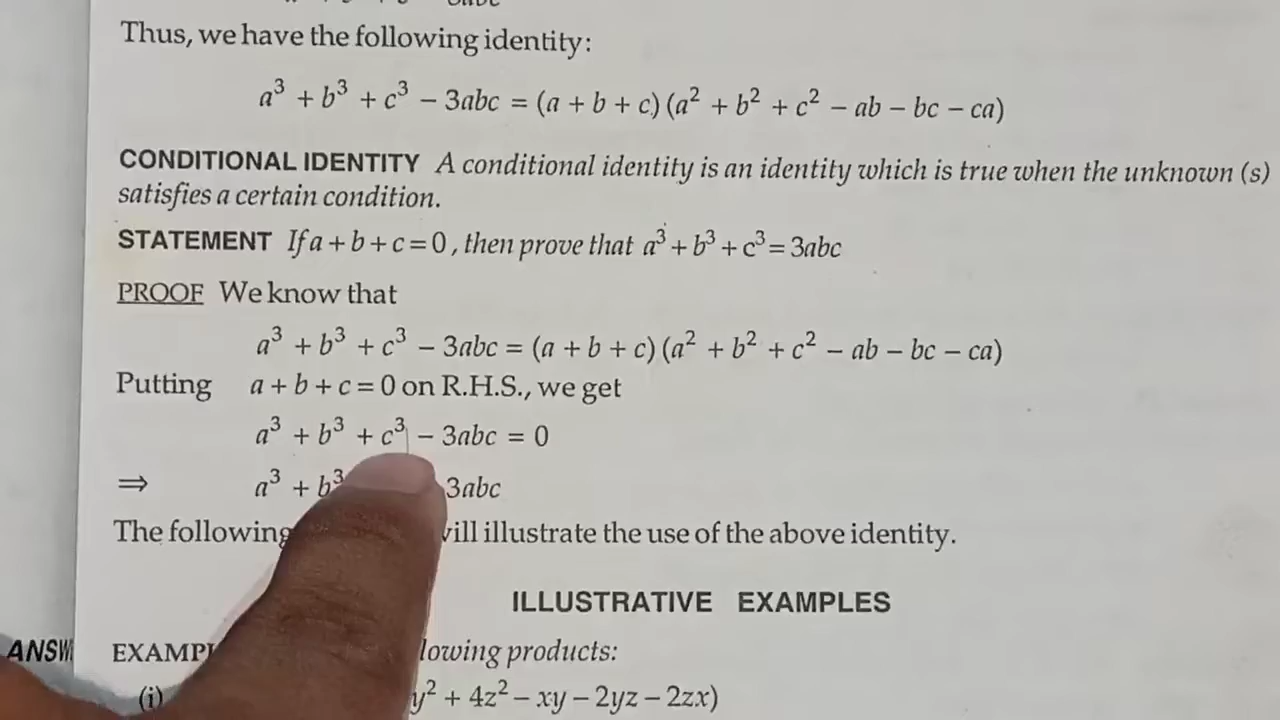 Thus, we have the following identity:
a³ + b³ + c³ − 3abc = (a + b + c) (a² + b² + c² − ab − bc − ca)
CONDITIONAL IDENTITY A conditional identity is an identity which is true when the unknown (s)
satisfies a certain condition.
STATEMENT If a + b + c = 0, then prove that a³ + b³ + c³ = 3abc
PROOF We know that
a³ + b³ + c³ − 3abc = (a + b + c) (a² + b² + c² − ab − bc − ca)
Putting a + b + c = 0 on R.H.S., we get
a³ + b³ + c³ − 3abc = 0
⇒ a³ + b³ 3abc
The following will illustrate the use of the above identity.
ILLUSTRATIVE EXAMPLES
products:
(i) y² + 4z² − xy − 2yz − 2zx)